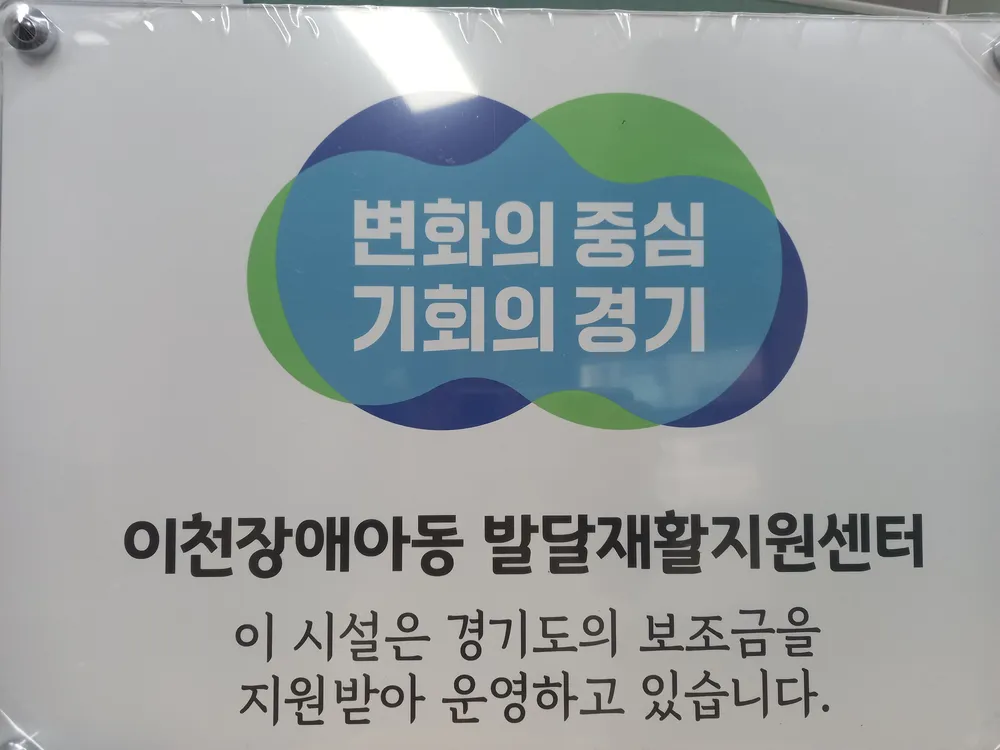 변화의 중심
기회의 경기
이천장애아동 발달재활지원센터
이 시설은 경기도의 보조금을
지원받아 운영하고 있습니다.